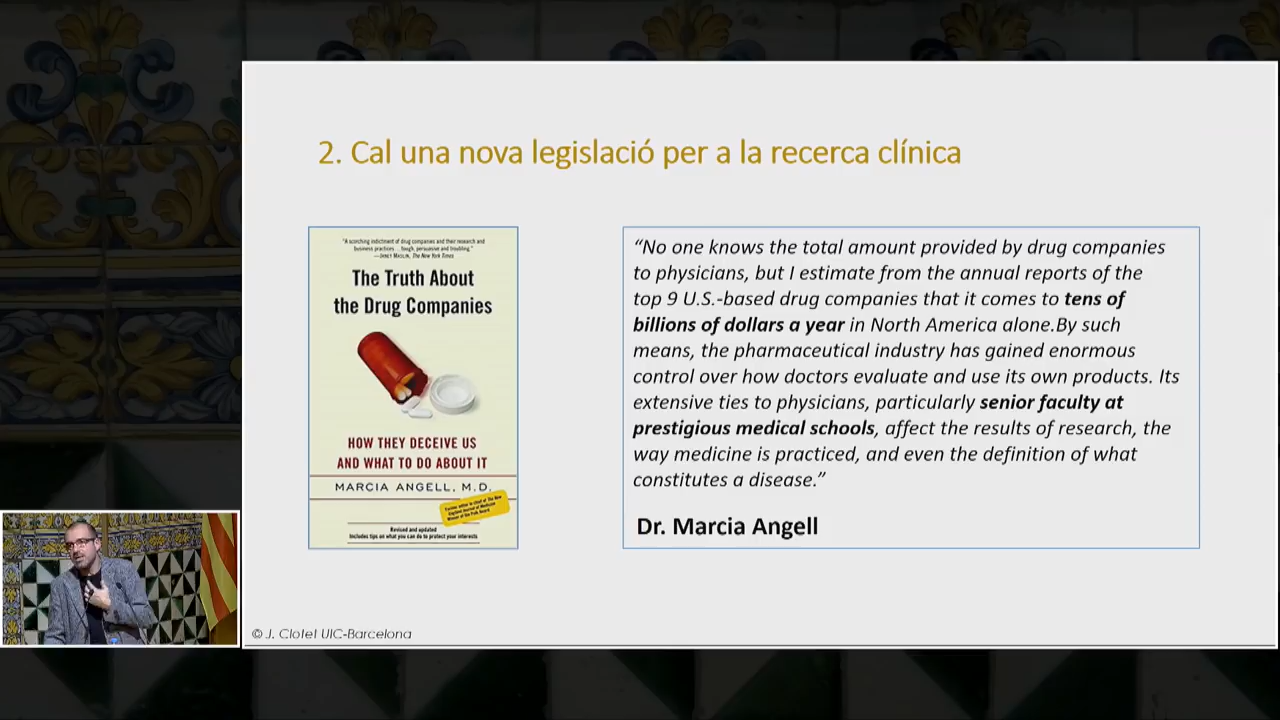 2. Cal una nova legislació per a la recerca clínica
"A scorching indictment of drug companies and their research and
business practices . . . tough, persuasive and troubling."
—JANET MASLIN, The New York Times
The Truth About
the Drug Companies
HOW THEY DECEIVE US
AND WHAT TO DO ABOUT IT
MARCIA ANGELL, M.D.
Former editor in chief of The New
England Journal of Medicine
Winner of the Polk Award
Revised and updated
Includes tips on what you can do to protect your interests
“No one knows the total amount provided by drug companies
to physicians, but I estimate from the annual reports of the
top 9 U.S.-based drug companies that it comes to tens of
billions of dollars a year in North America alone.By such
means, the pharmaceutical industry has gained enormous
control over how doctors evaluate and use its own products. Its
extensive ties to physicians, particularly senior faculty at
prestigious medical schools, affect the results of research, the
way medicine is practiced, and even the definition of what
constitutes a disease.”
Dr. Marcia Angell
© J. Clotet UIC-Barcelona